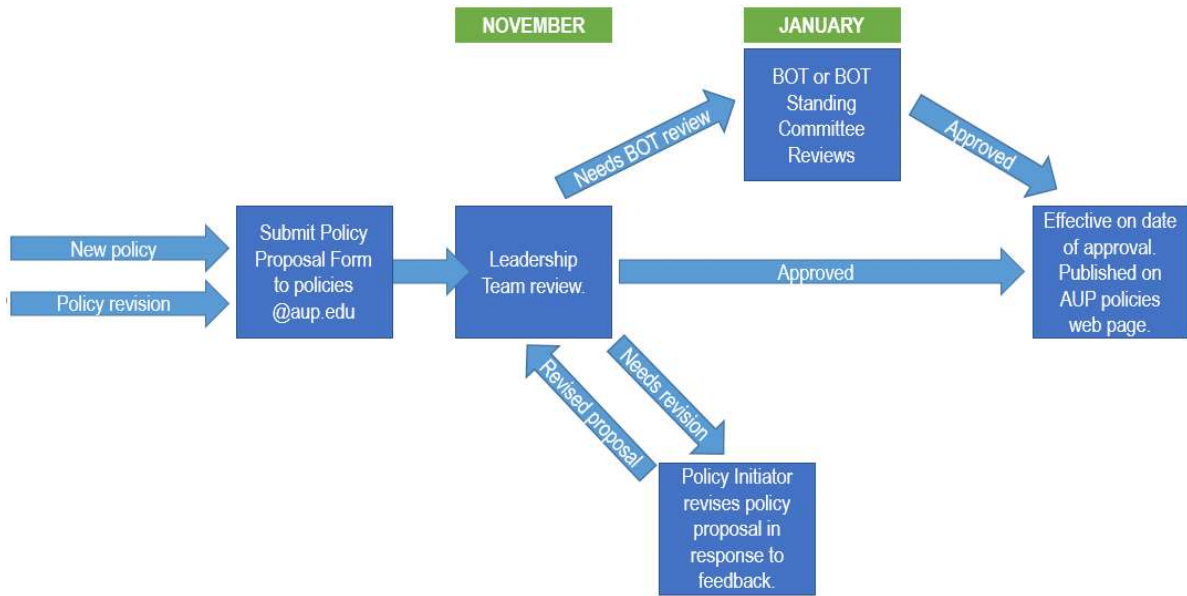 NOVEMBER
JANUARY
BOT or BOT
Standing
Committee
Reviews
Needs BOT review
Approved
New policy
Policy revision
Submit Policy
Proposal Form
to policies
@aup.edu
Leadership
Team review.
Approved
Effective on date
of approval.
Published on
AUP policies
web page.
Revised proposal
Needs revision
Policy Initiator
revises policy
proposal in
response to
feedback.